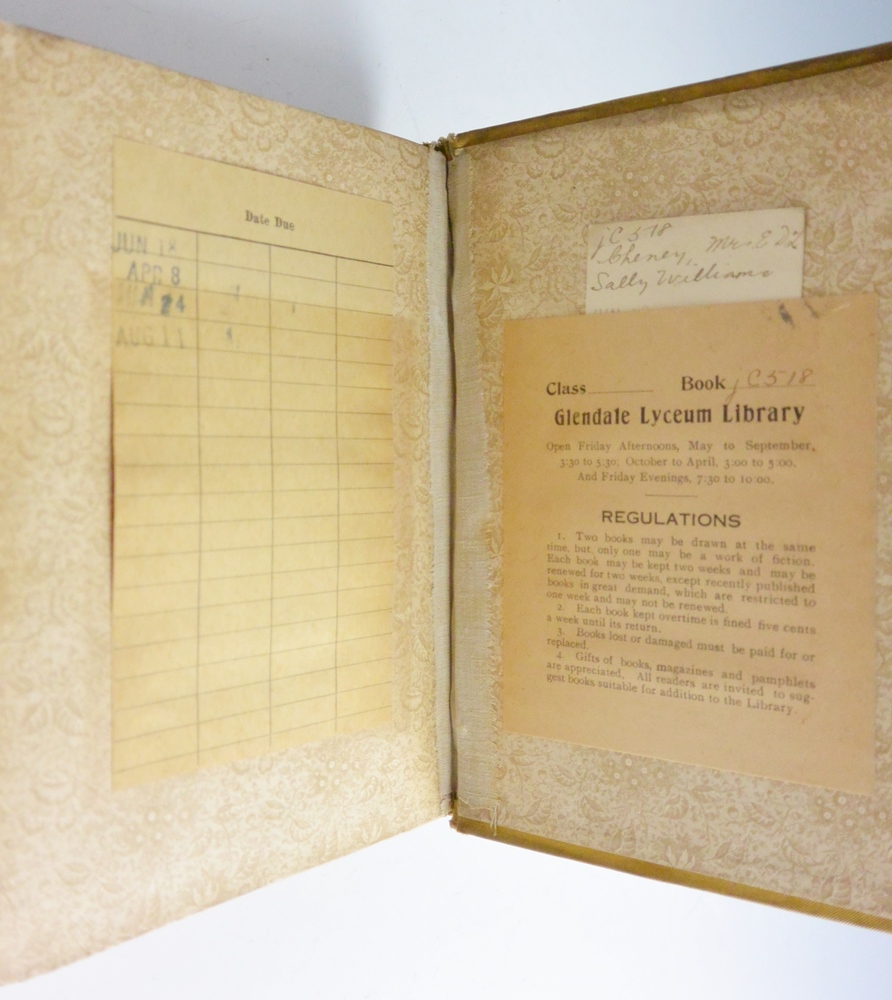 Date Due
JUN 18
APR 8
24
AUG 17
jC518
Cheney, Mrs E D
Sally Williams
Class Book jC518
Glendale Lyceum Library
Open Friday Afternoons, May to September,
3:30 to 5:30, October to April, 3:00 to 5:00.
And Friday Evenings, 7:30 to 10:00.
REGULATIONS
1. Two books may be drawn at the same
time, but only one may be a work of fiction.
Each book may be kept two weeks and may be
renewed for two weeks, except recently published
books in great demand, which are restricted to
one week and may not be renewed.
2. Each book kept overtime is fined five cents
a week until its return.
3. Books lost or damaged must be paid for or
replaced.
4. Gifts of books, magazines and pamphlets
are appreciated. All readers are invited to sug-
gest books suitable for addition to the Library.